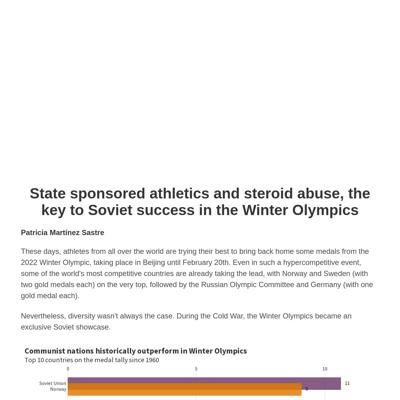 State sponsored athletics and steroid abuse, the
key to Soviet success in the Winter Olympics
Patricia Martínez Sastre
These days, athletes from all over the world are trying their best to bring back home some medals from the
2022 Winter Olympic, taking place in Beijing until February 20th. Even in such a hypercompetitive event,
some of the world's most competitive countries are already taking the lead, with Norway and Sweden (with
two gold medals each) on the very top, followed by the Russian Olympic Committee and Germany (with one
gold medal each).
Nevertheless, diversity wasn't always the case. During the Cold War, the Winter Olympics became an
exclusive Soviet showcase.
Communist nations historically outperform in Winter Olympics
Top 10 countries on the medal tally since 1960
0 5 10
Soviet Union 11
Norway